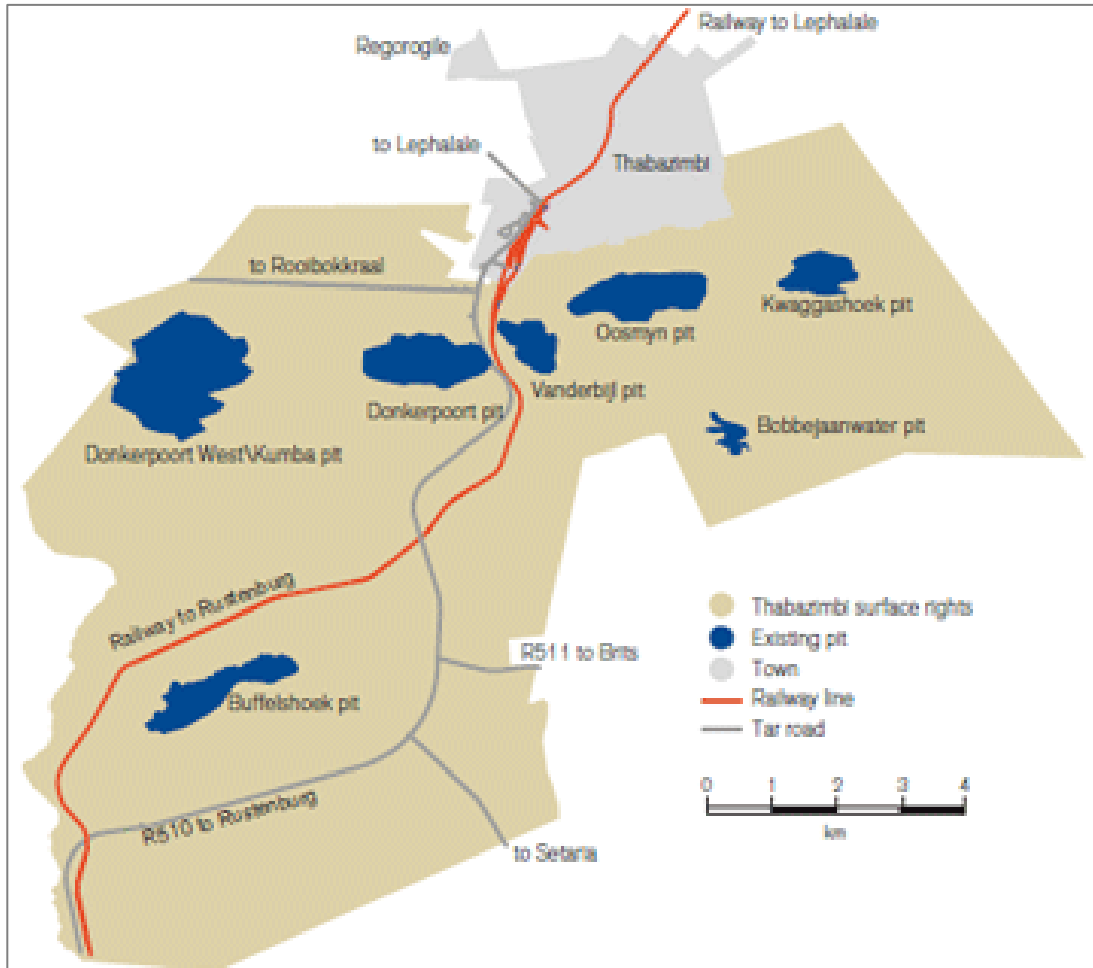 Railway to Lephalale
Regorogile
to Lephalale
Thabazimbi
to Rooibokkraal
Kwaggashoek pit
Oosmyn pit
Vanderbijl pit
Donkerpoort pit
Bobbejaanwater pit
Donkerpoort West\Kumba pit
Railway to Rustenburg
Thabazimbi surface rights
Existing pit
Town
Railway line
Tar road
R511 to Brits
Buffelshoek pit
0 1 2 3 4
km
R510 to Rustenburg
to Setaria